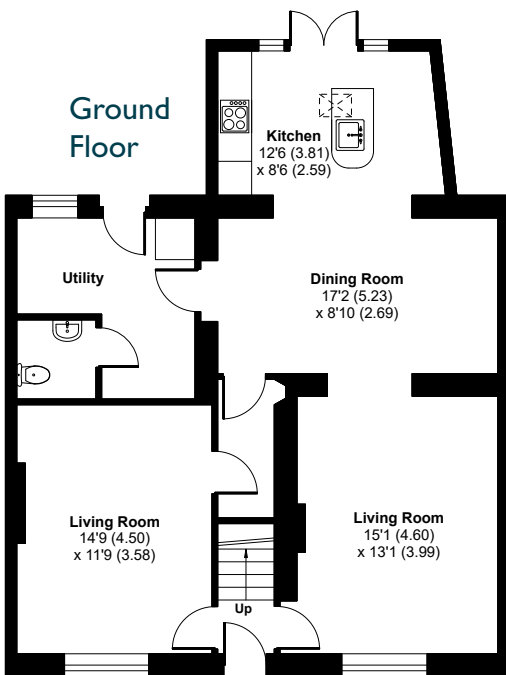 Ground
Floor
Kitchen
12'6 (3.81)
x 8'6 (2.59)
Utility
Dining Room
17'2 (5.23)
x 8'10 (2.69)
Living Room
14'9 (4.50)
x 11'9 (3.58)
Living Room
15'1 (4.60)
x 13'1 (3.99)
Up